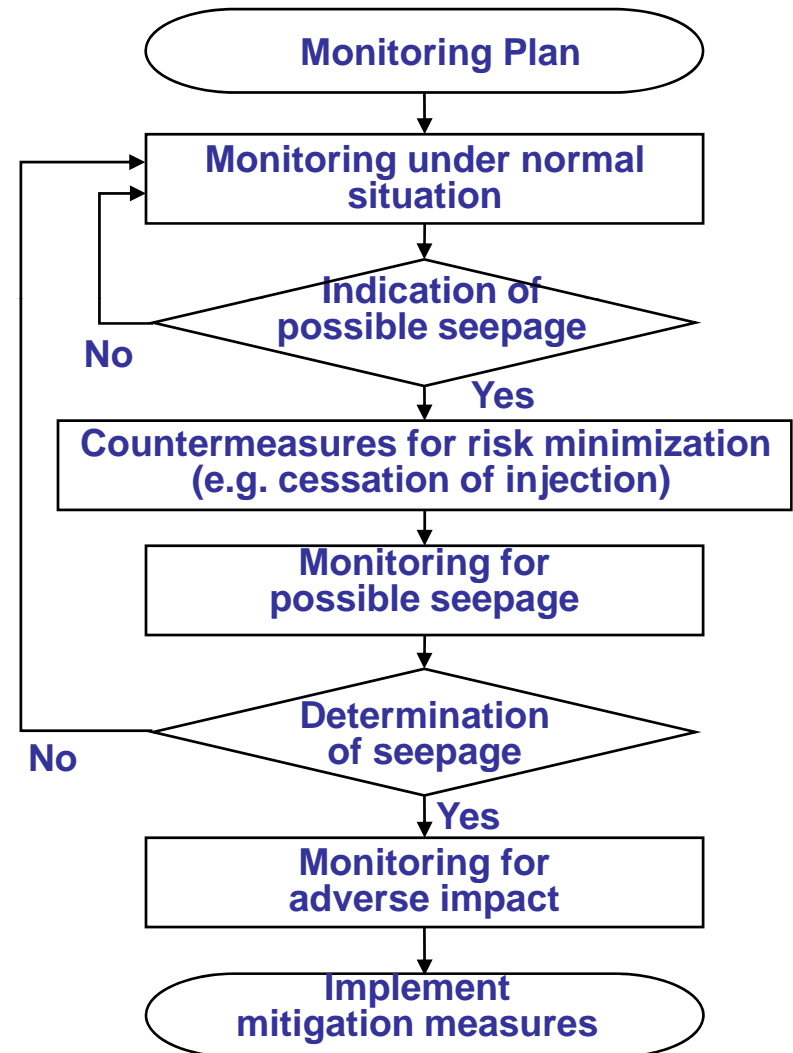 Monitoring Plan
Monitoring under normal
situation
Indication of
possible seepage
No
Yes
Countermeasures for risk minimization
(e.g. cessation of injection)
Monitoring for
possible seepage
Determination
of seepage
No
Yes
Monitoring for
adverse impact
Implement
mitigation measures